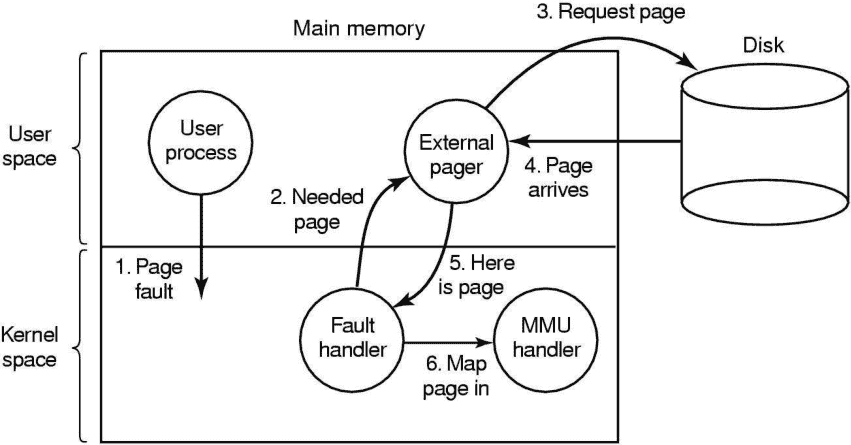 Main memory
3. Request page
Disk
User
space
User
process
External
pager
4. Page
arrives
2. Needed
page
1. Page
fault
5. Here
is page
Kernel
space
Fault
handler
MMU
handler
6. Map
page in